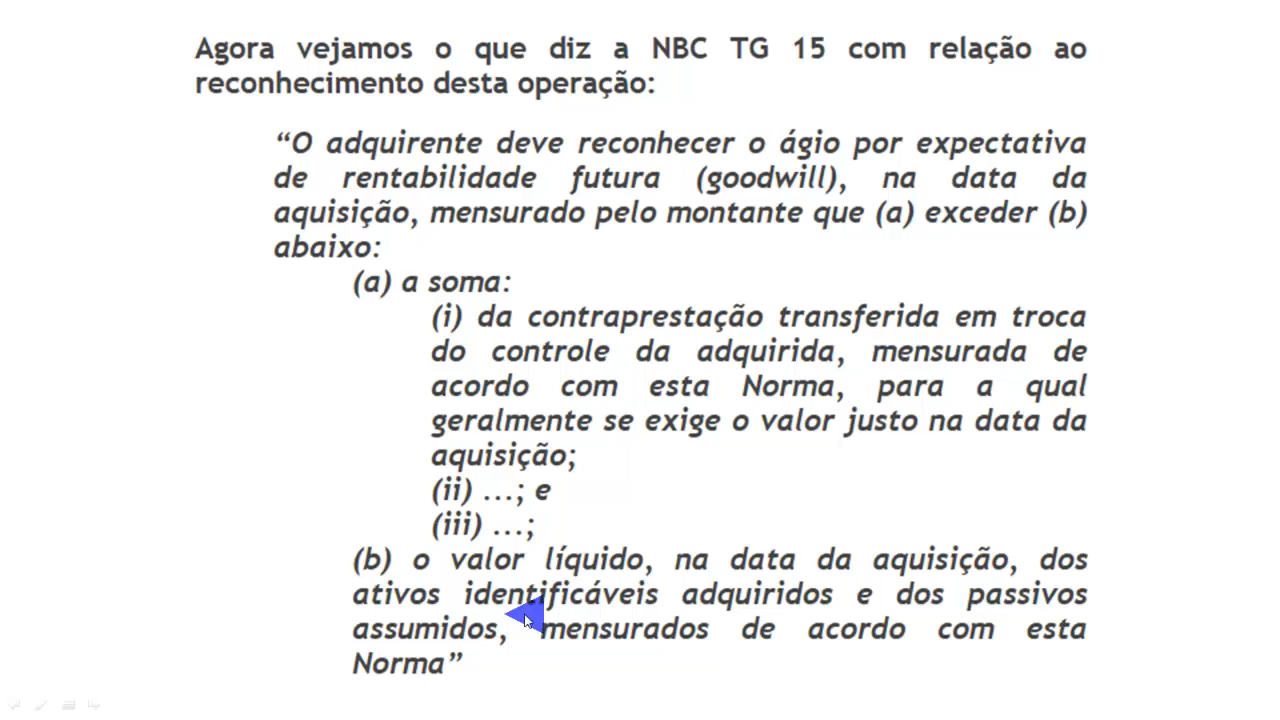 Agora vejamos o que diz a NBC TG 15 com relação ao
reconhecimento desta operação:
“O adquirente deve reconhecer o ágio por expectativa
de rentabilidade futura (goodwill), na data da
aquisição, mensurado pelo montante que (a) exceder (b)
abaixo:
(a) a soma:
(i) da contraprestação transferida em troca
do controle da adquirida, mensurada de
acordo com esta Norma, para a qual
geralmente se exige o valor justo na data da
aquisição;
(ii) ...; e
(iii) ...;
(b) o valor líquido, na data da aquisição, dos
ativos identificáveis adquiridos e dos passivos
assumidos, mensurados de acordo com esta
Norma”